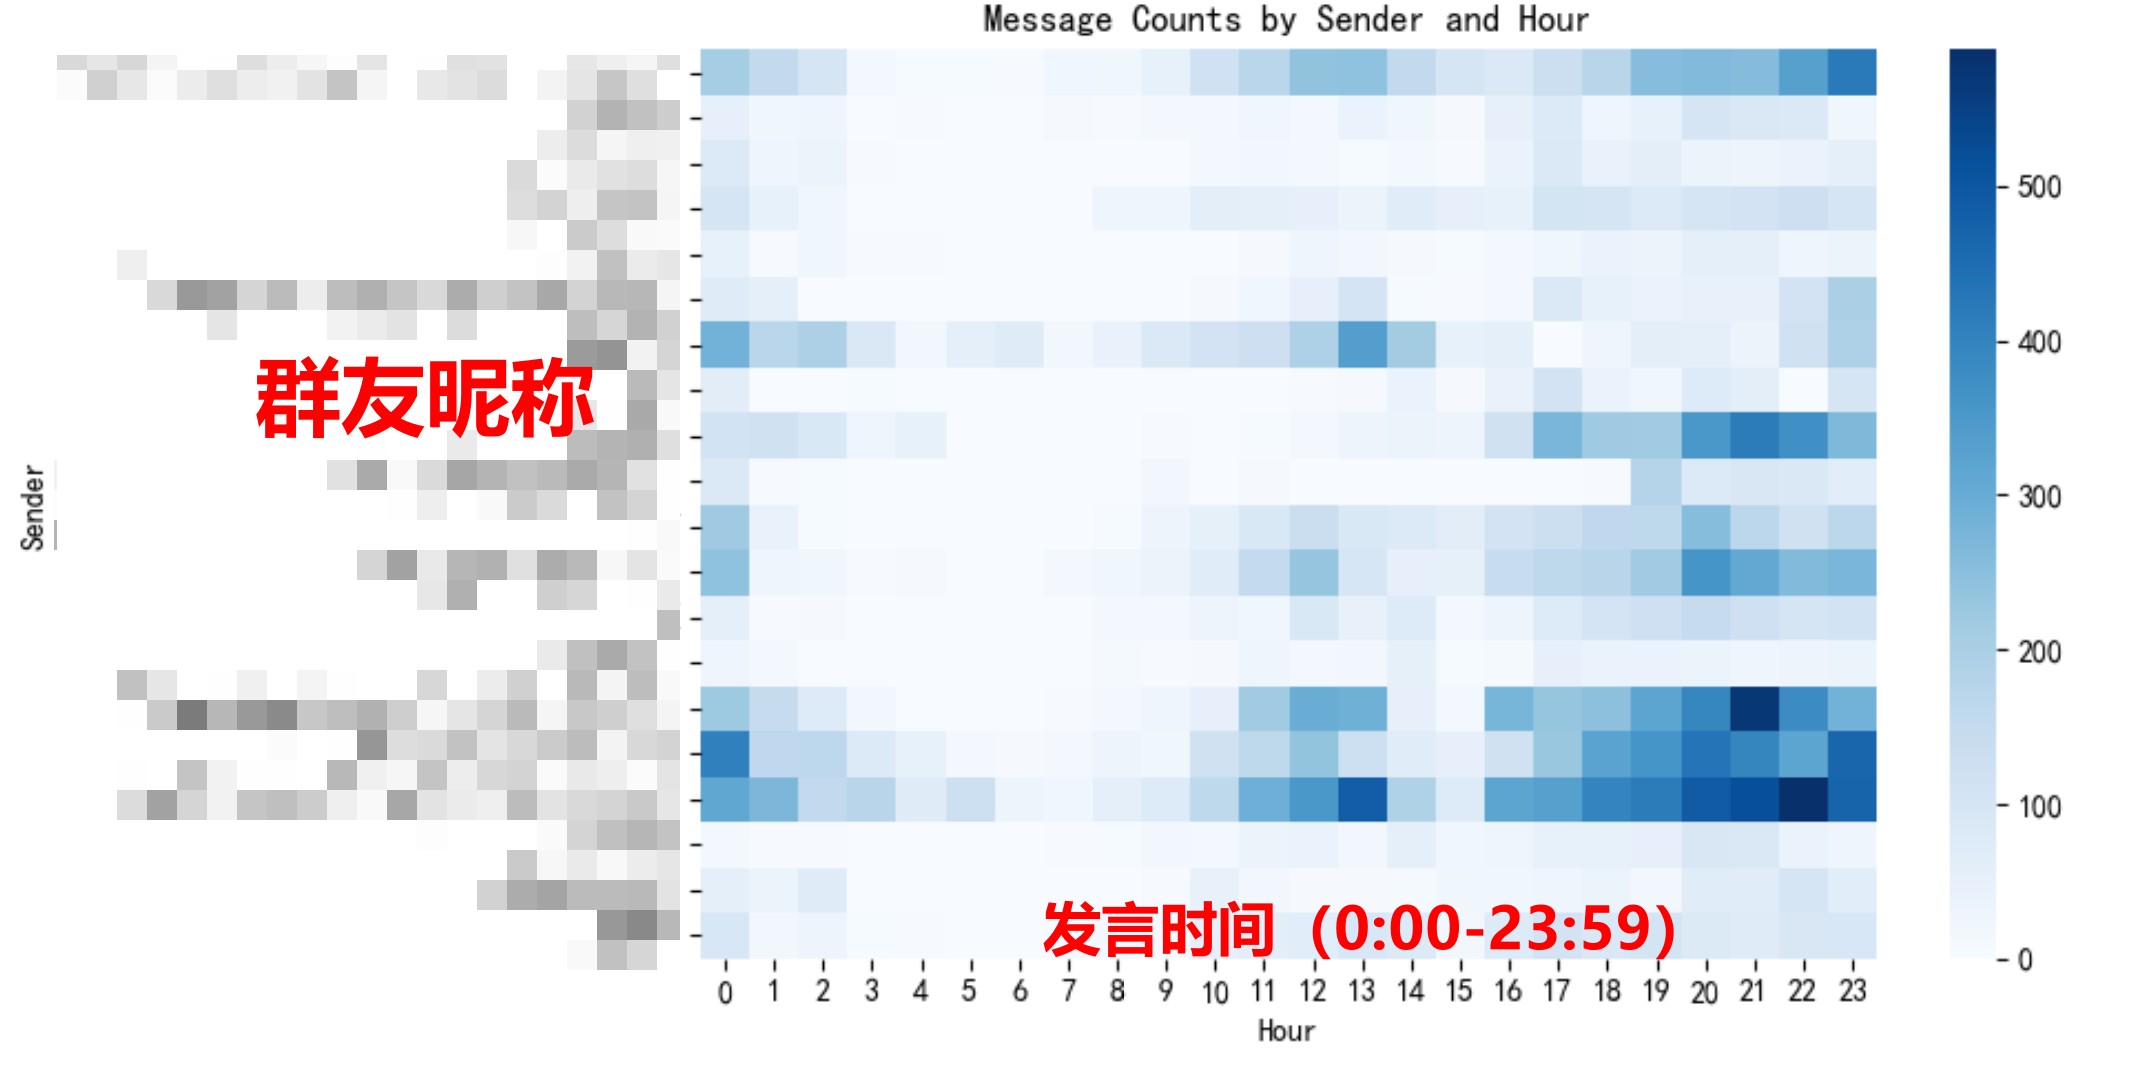 Message Counts by Sender and Hour
群友昵称
Sender
500
400
300
200
100
0
发言时间（0:00-23:59）
0 1 2 3 4 5 6 7 8 9 10 11 12 13 14 15 16 17 18 19 20 21 22 23
Hour